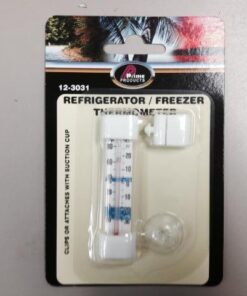 Prime
PRODUCTS
12-3031
REFRIGERATOR / FREEZER
THERMOMETER
CLIPS OR ATTACHES WITH SUCTION CUP